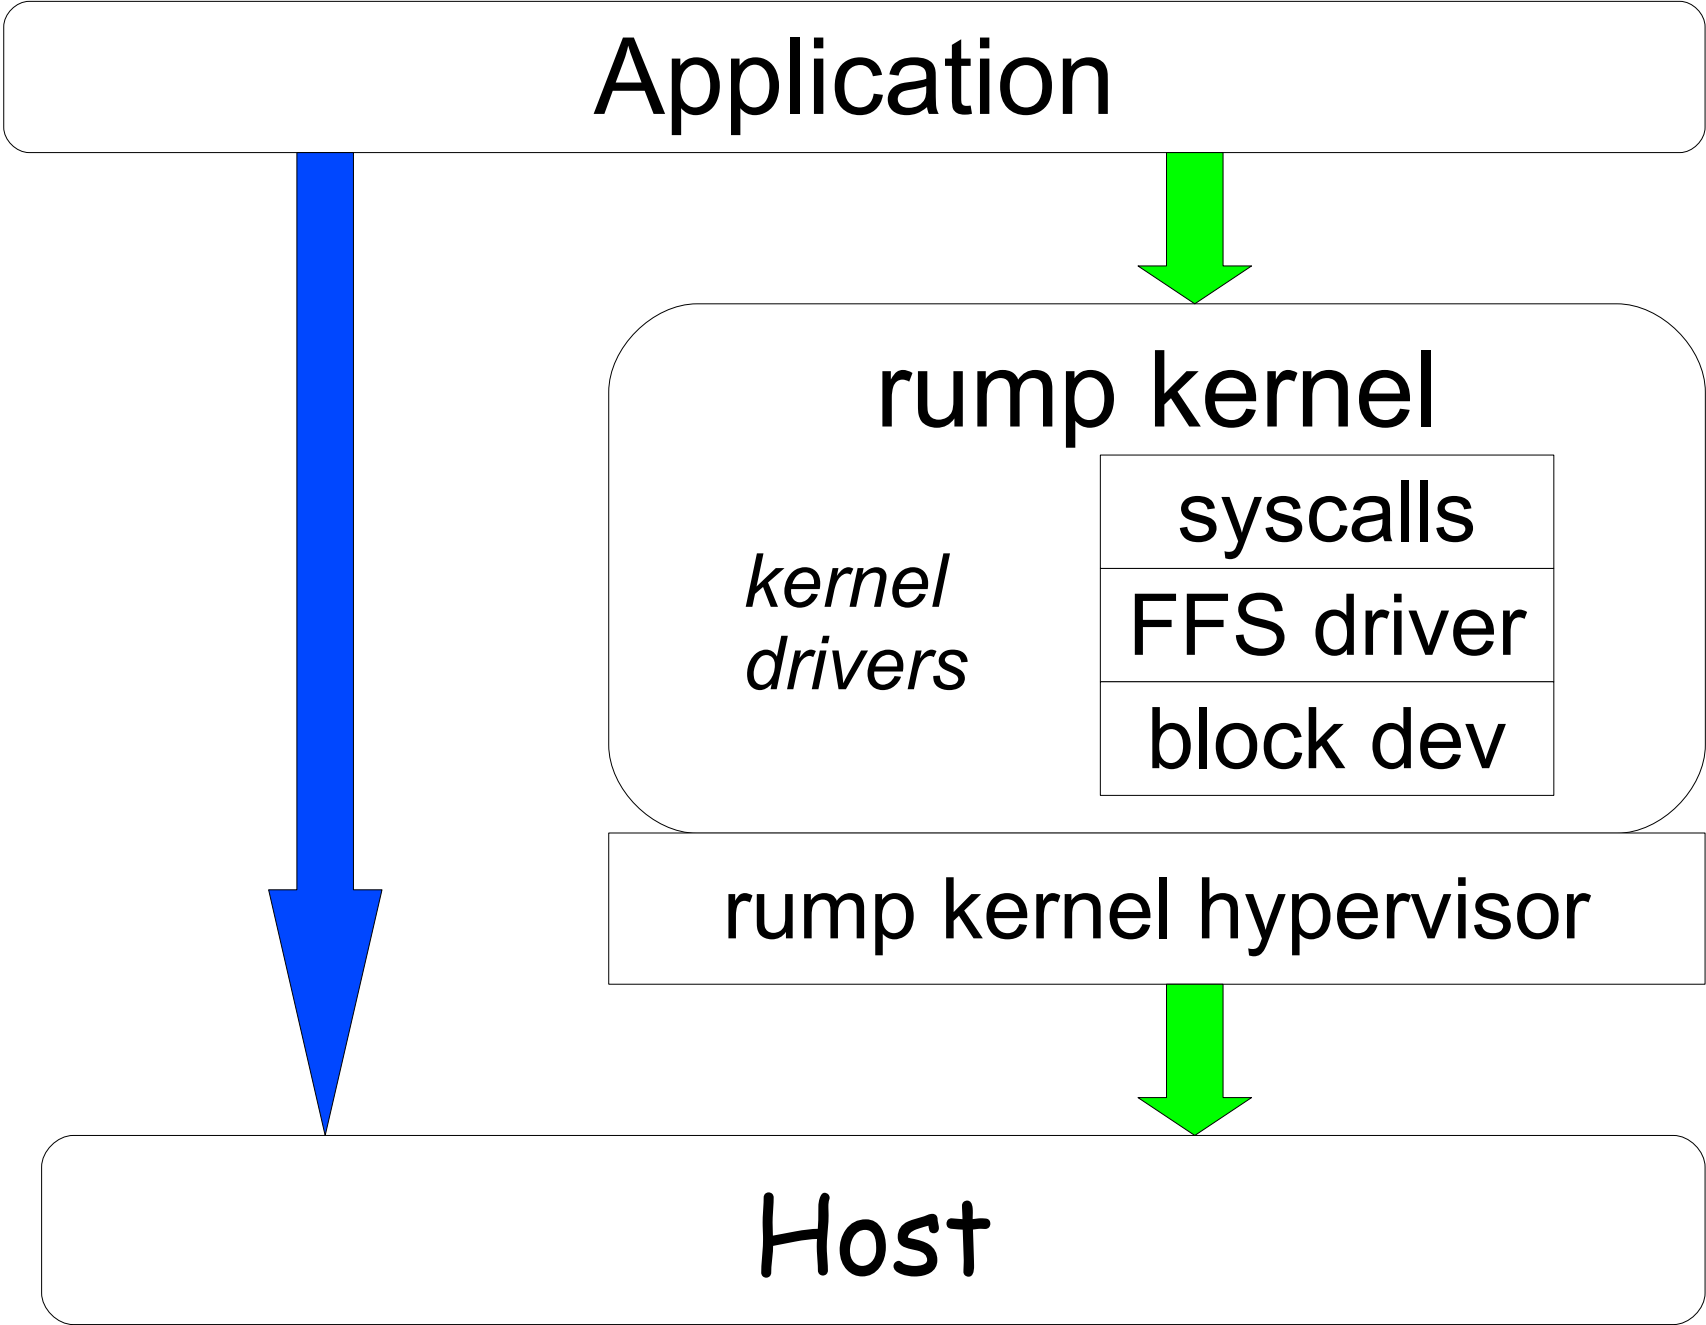 Application
rump kernel
syscalls
kernel
drivers
FFS driver
block dev
rump kernel hypervisor
Host